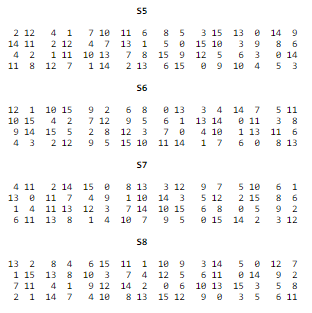 S5
2 12 4 1 7 10 11 6 8 5 3 15 13 0 14 9
14 11 2 12 4 7 13 1 5 0 15 10 3 9 8 6
4 2 1 11 10 13 7 8 15 9 12 5 6 3 0 14
11 8 12 7 1 14 2 13 6 15 0 9 10 4 5 3
S6
12 1 10 15 9 2 6 8 0 13 3 4 14 7 5 11
10 15 4 2 7 12 9 5 6 1 13 14 0 11 3 8
9 14 15 5 2 8 12 3 7 0 4 10 1 13 11 6
4 3 2 12 9 5 15 10 11 14 1 7 6 0 8 13
S7
4 11 2 14 15 0 8 13 3 12 9 7 5 10 6 1
13 0 11 7 4 9 1 10 14 3 5 12 2 15 8 6
1 4 11 13 12 3 7 14 10 15 6 8 0 5 9 2
6 11 13 8 1 4 10 7 9 5 0 15 14 2 3 12
S8
13 2 8 4 6 15 11 1 10 9 3 14 5 0 12 7
1 15 13 8 10 3 7 4 12 5 6 11 0 14 9 2
7 11 4 1 9 12 14 2 0 6 10 13 15 3 5 8
2 1 14 7 4 10 8 13 15 12 9 0 3 5 6 11